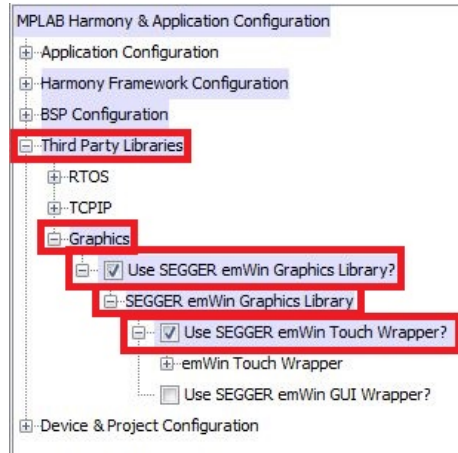 MPLAB Harmony & Application Configuration
Application Configuration
Harmony Framework Configuration
BSP Configuration
Third Party Libraries
RTOS
TCPIP
Graphics
Use SEGGER emWin Graphics Library?
SEGGER emWin Graphics Library
Use SEGGER emWin Touch Wrapper?
emWin Touch Wrapper
Use SEGGER emWin GUI Wrapper?
Device & Project Configuration